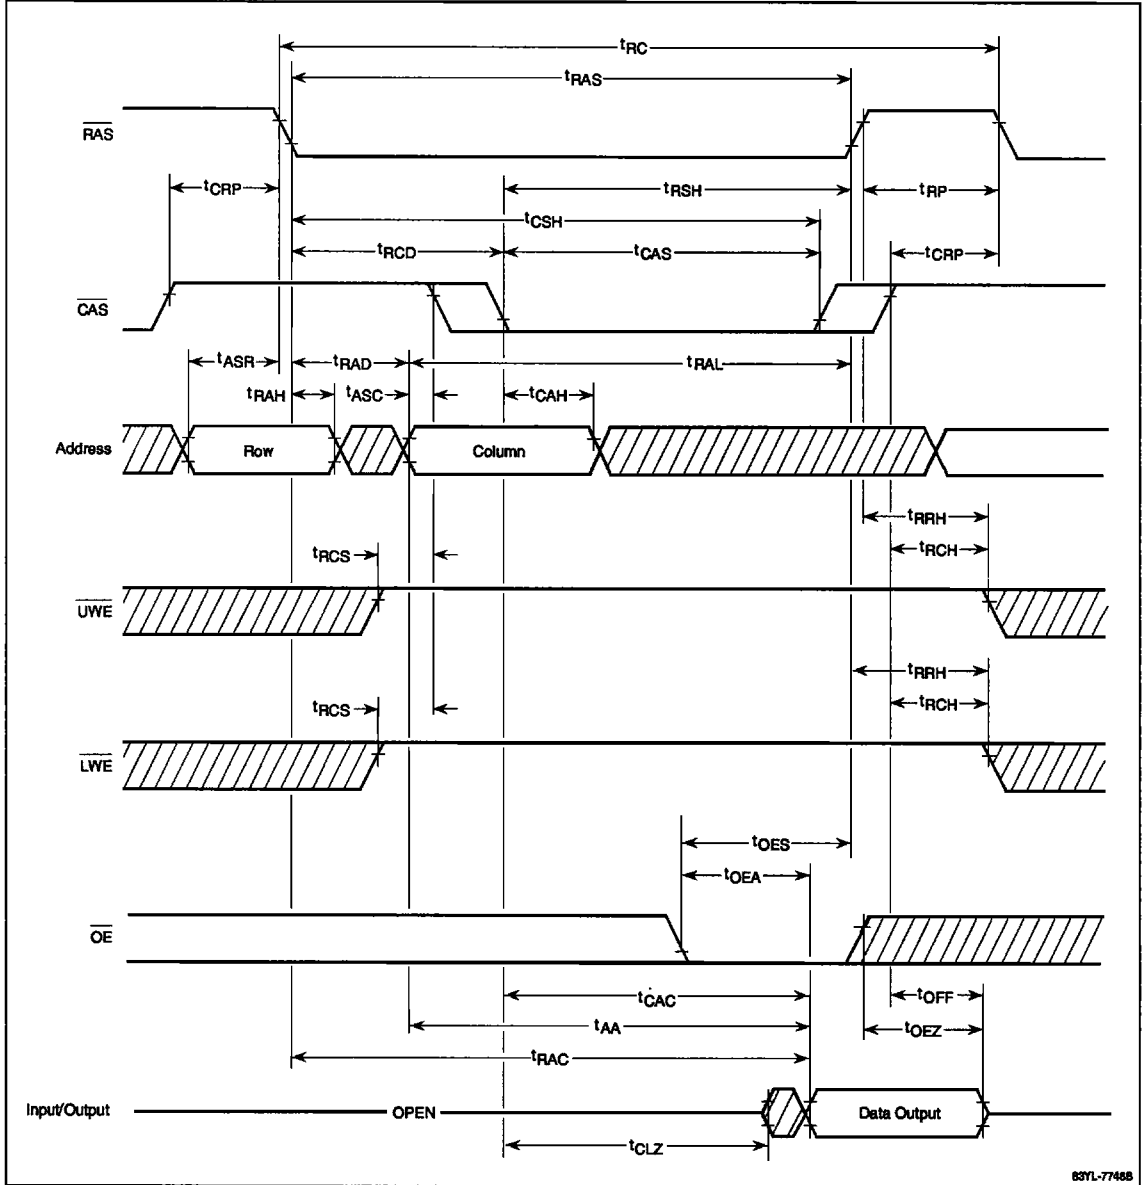 tRC
tRAS
RAS
tCRP
tRSH
tRP
tCSH
tRCD
tCAS
tCRP
CAS
tASR
tRAD
tRAL
tRAH
tASC
tCAH
Address
Row
Column
tRRH
tRCS
tRCH
UWE
tRRH
tRCS
tRCH
LWE
tOES
tOEA
OE
tCAC
tOFF
tAA
tOEZ
tRAC
Input/Output
OPEN
Data Output
tCLZ
83YL-7748B